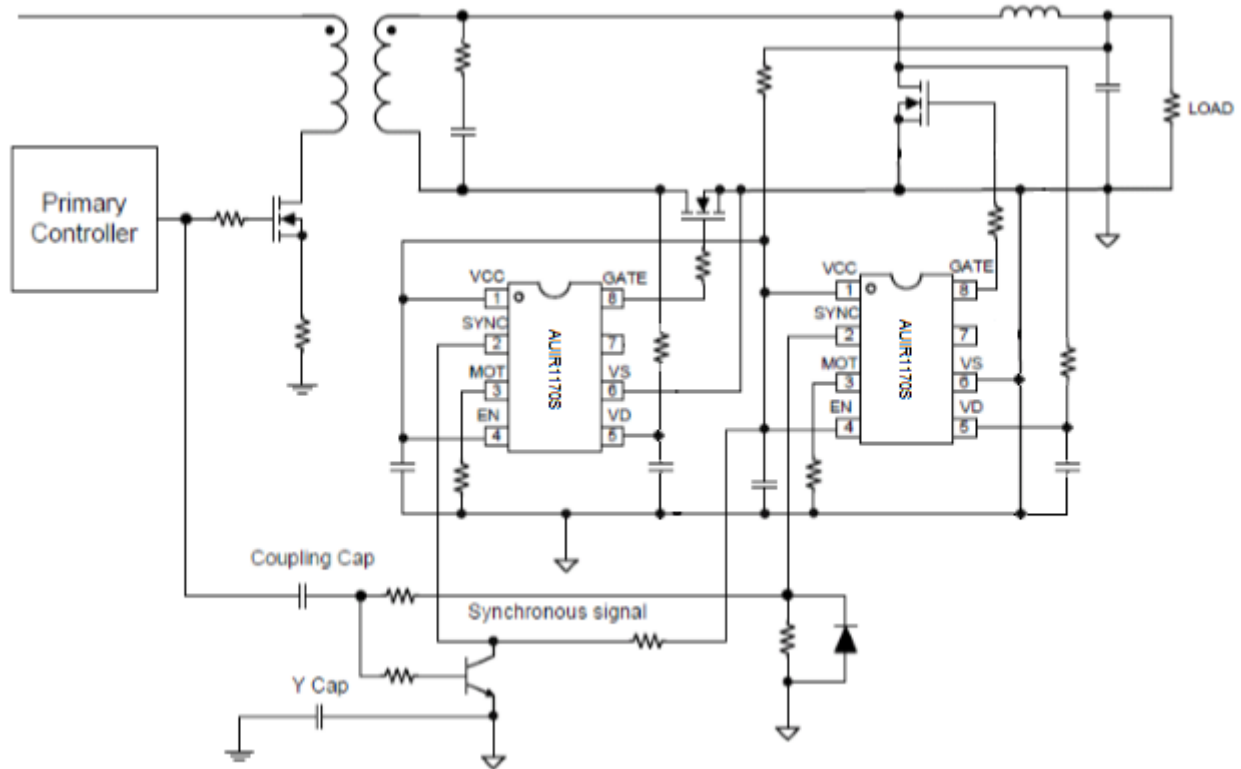 LOAD
Primary
Controller
VCC
GATE
1
8
SYNC
2
7
MOT
VS
3
6
EN
VD
4
5
AUIR1170S
VCC
GATE
1
8
SYNC
2
7
MOT
VS
3
6
EN
VD
4
5
AUIR1170S
Coupling Cap
Synchronous signal
Y Cap